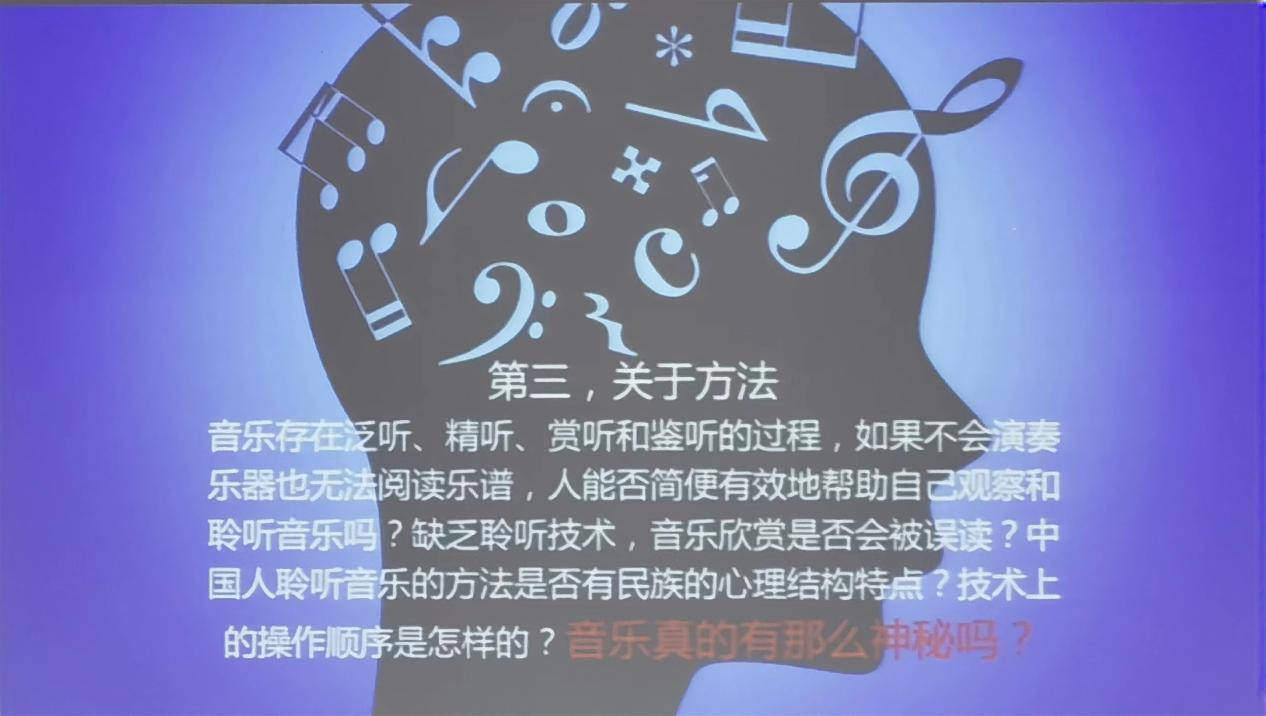 第三，关于方法
音乐存在泛听、精听、赏听和鉴听的过程，如果不会演奏
乐器也无法阅读乐谱，人能否简便有效地帮助自己观察和
聆听音乐吗？缺乏聆听技术，音乐欣赏是否会被误读？中
国人聆听音乐的方法是否有民族的心理结构特点？技术上
的操作顺序是怎样的？音乐真的有那么神秘吗？